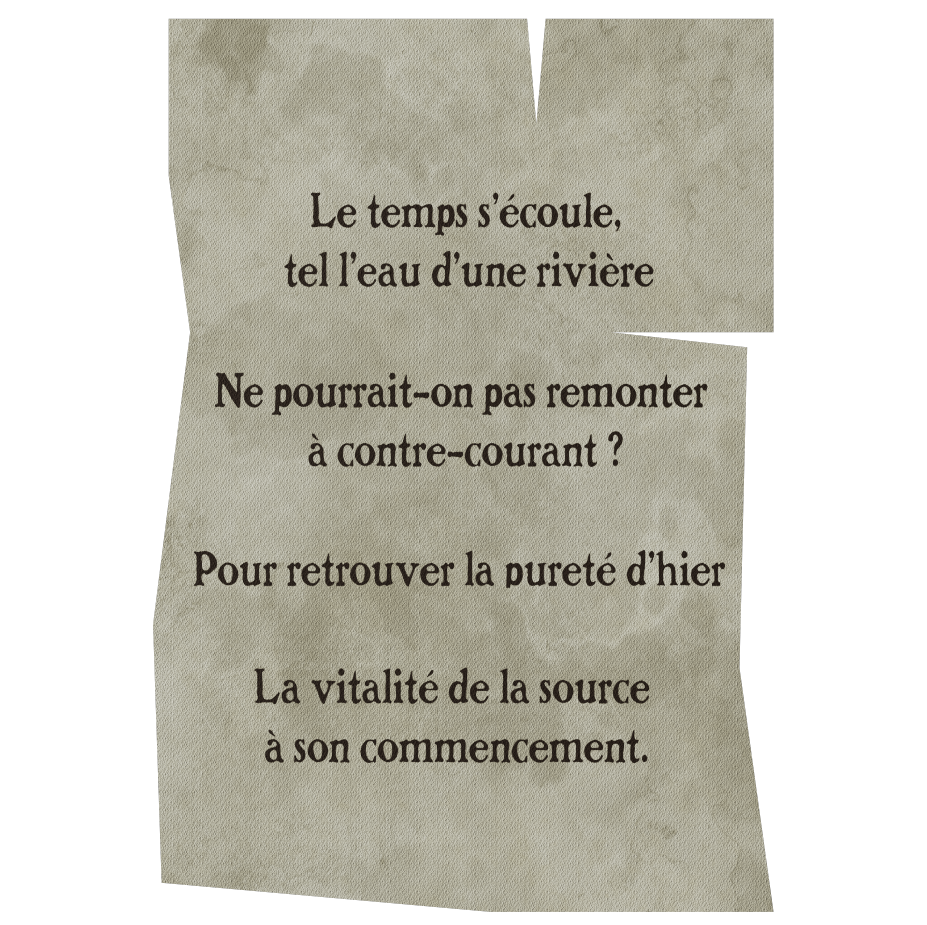 Le temps s’écoule,
tel l’eau d’une rivière
Ne pourrait-on pas remonter
à contre-courant ?
Pour retrouver la pureté d’hier
La vitalité de la source
à son commencement.